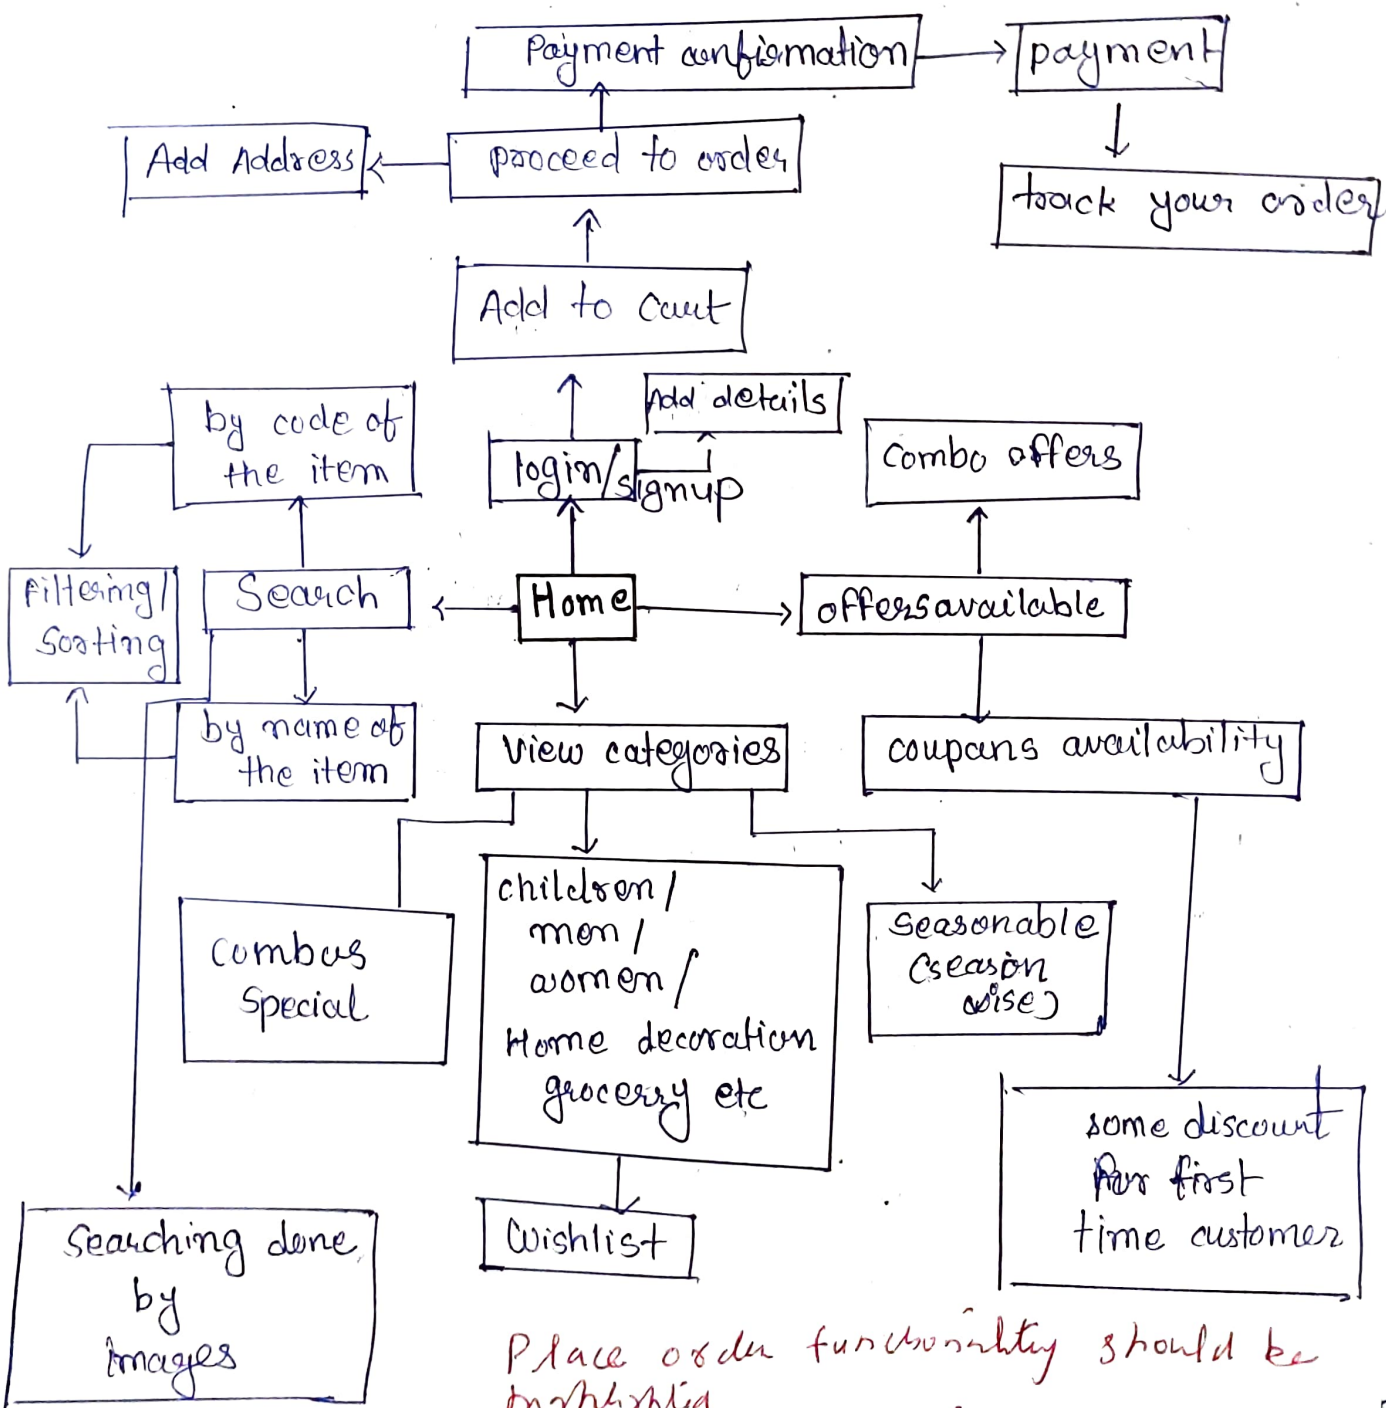 Payment confirmation
payment
Add Address
proceed to order
track your order
Add to Cart
Add details
by code of
the item
login/signup
combo offers
Filtering/
Sorting
Search
Home
offersavailable
by name of
the item
view categories
coupans availability
children/
men/
women/
Home decoration
grocerry etc
combos
special
seasonable
(season
wise)
some discount
for first
time customer
searching done
by
images
Wishlist
Place order functionality should be